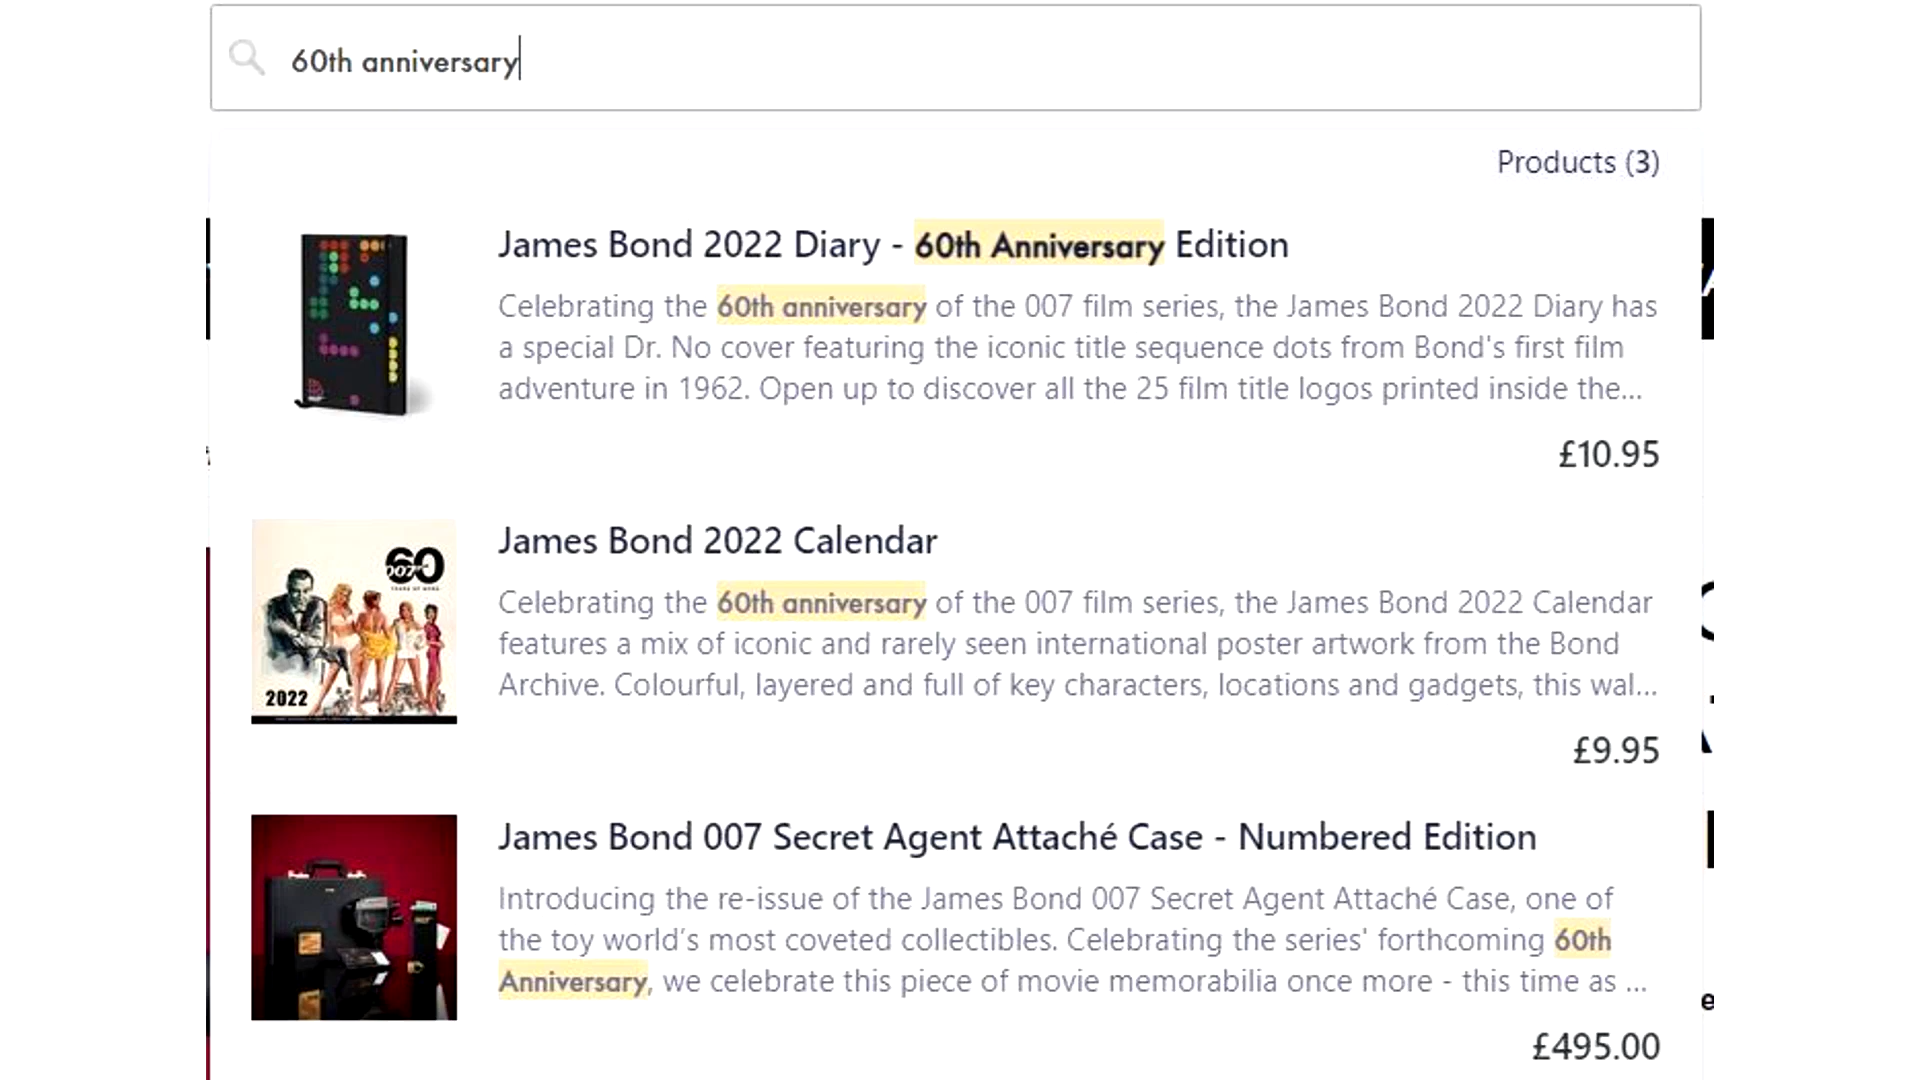 60th anniversary
Products (3)
James Bond 2022 Diary - 60th Anniversary Edition
Celebrating the 60th anniversary of the 007 film series, the James Bond 2022 Diary has
a special Dr. No cover featuring the iconic title sequence dots from Bond's first film
adventure in 1962. Open up to discover all the 25 film title logos printed inside the...
£10.95
60
007
2022
James Bond 2022 Calendar
Celebrating the 60th anniversary of the 007 film series, the James Bond 2022 Calendar
features a mix of iconic and rarely seen international poster artwork from the Bond
Archive. Colourful, layered and full of key characters, locations and gadgets, this wal...
£9.95
James Bond 007 Secret Agent Attaché Case - Numbered Edition
Introducing the re-issue of the James Bond 007 Secret Agent Attaché Case, one of
the toy world’s most coveted collectibles. Celebrating the series' forthcoming 60th
Anniversary, we celebrate this piece of movie memorabilia once more - this time as ...
£495.00